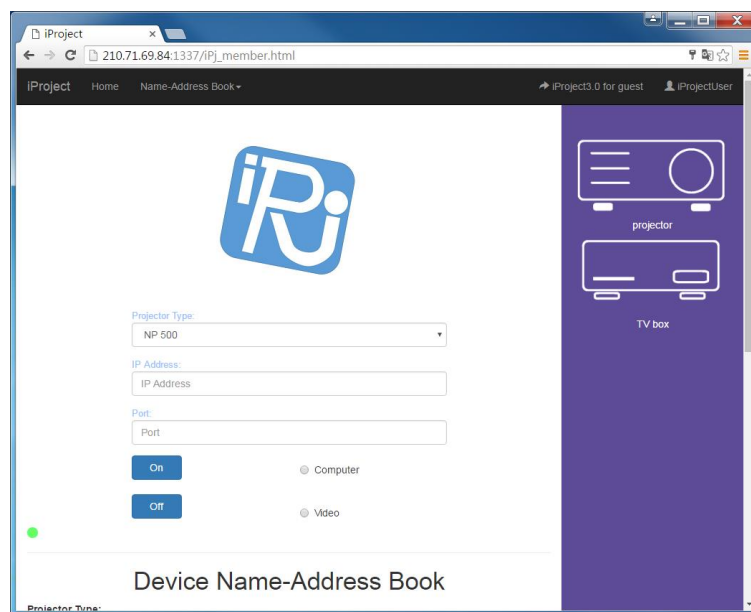 iProject
210.71.69.84:1337/iPj_member.html
iProject Home Name-Address Book iProject3.0 for guest iProjectUser
iPj
projector
TV box
Projector Type:
NP 500
IP Address:
IP Address
Port:
Port
On Computer
Off Video
Device Name-Address Book
Projector Type: